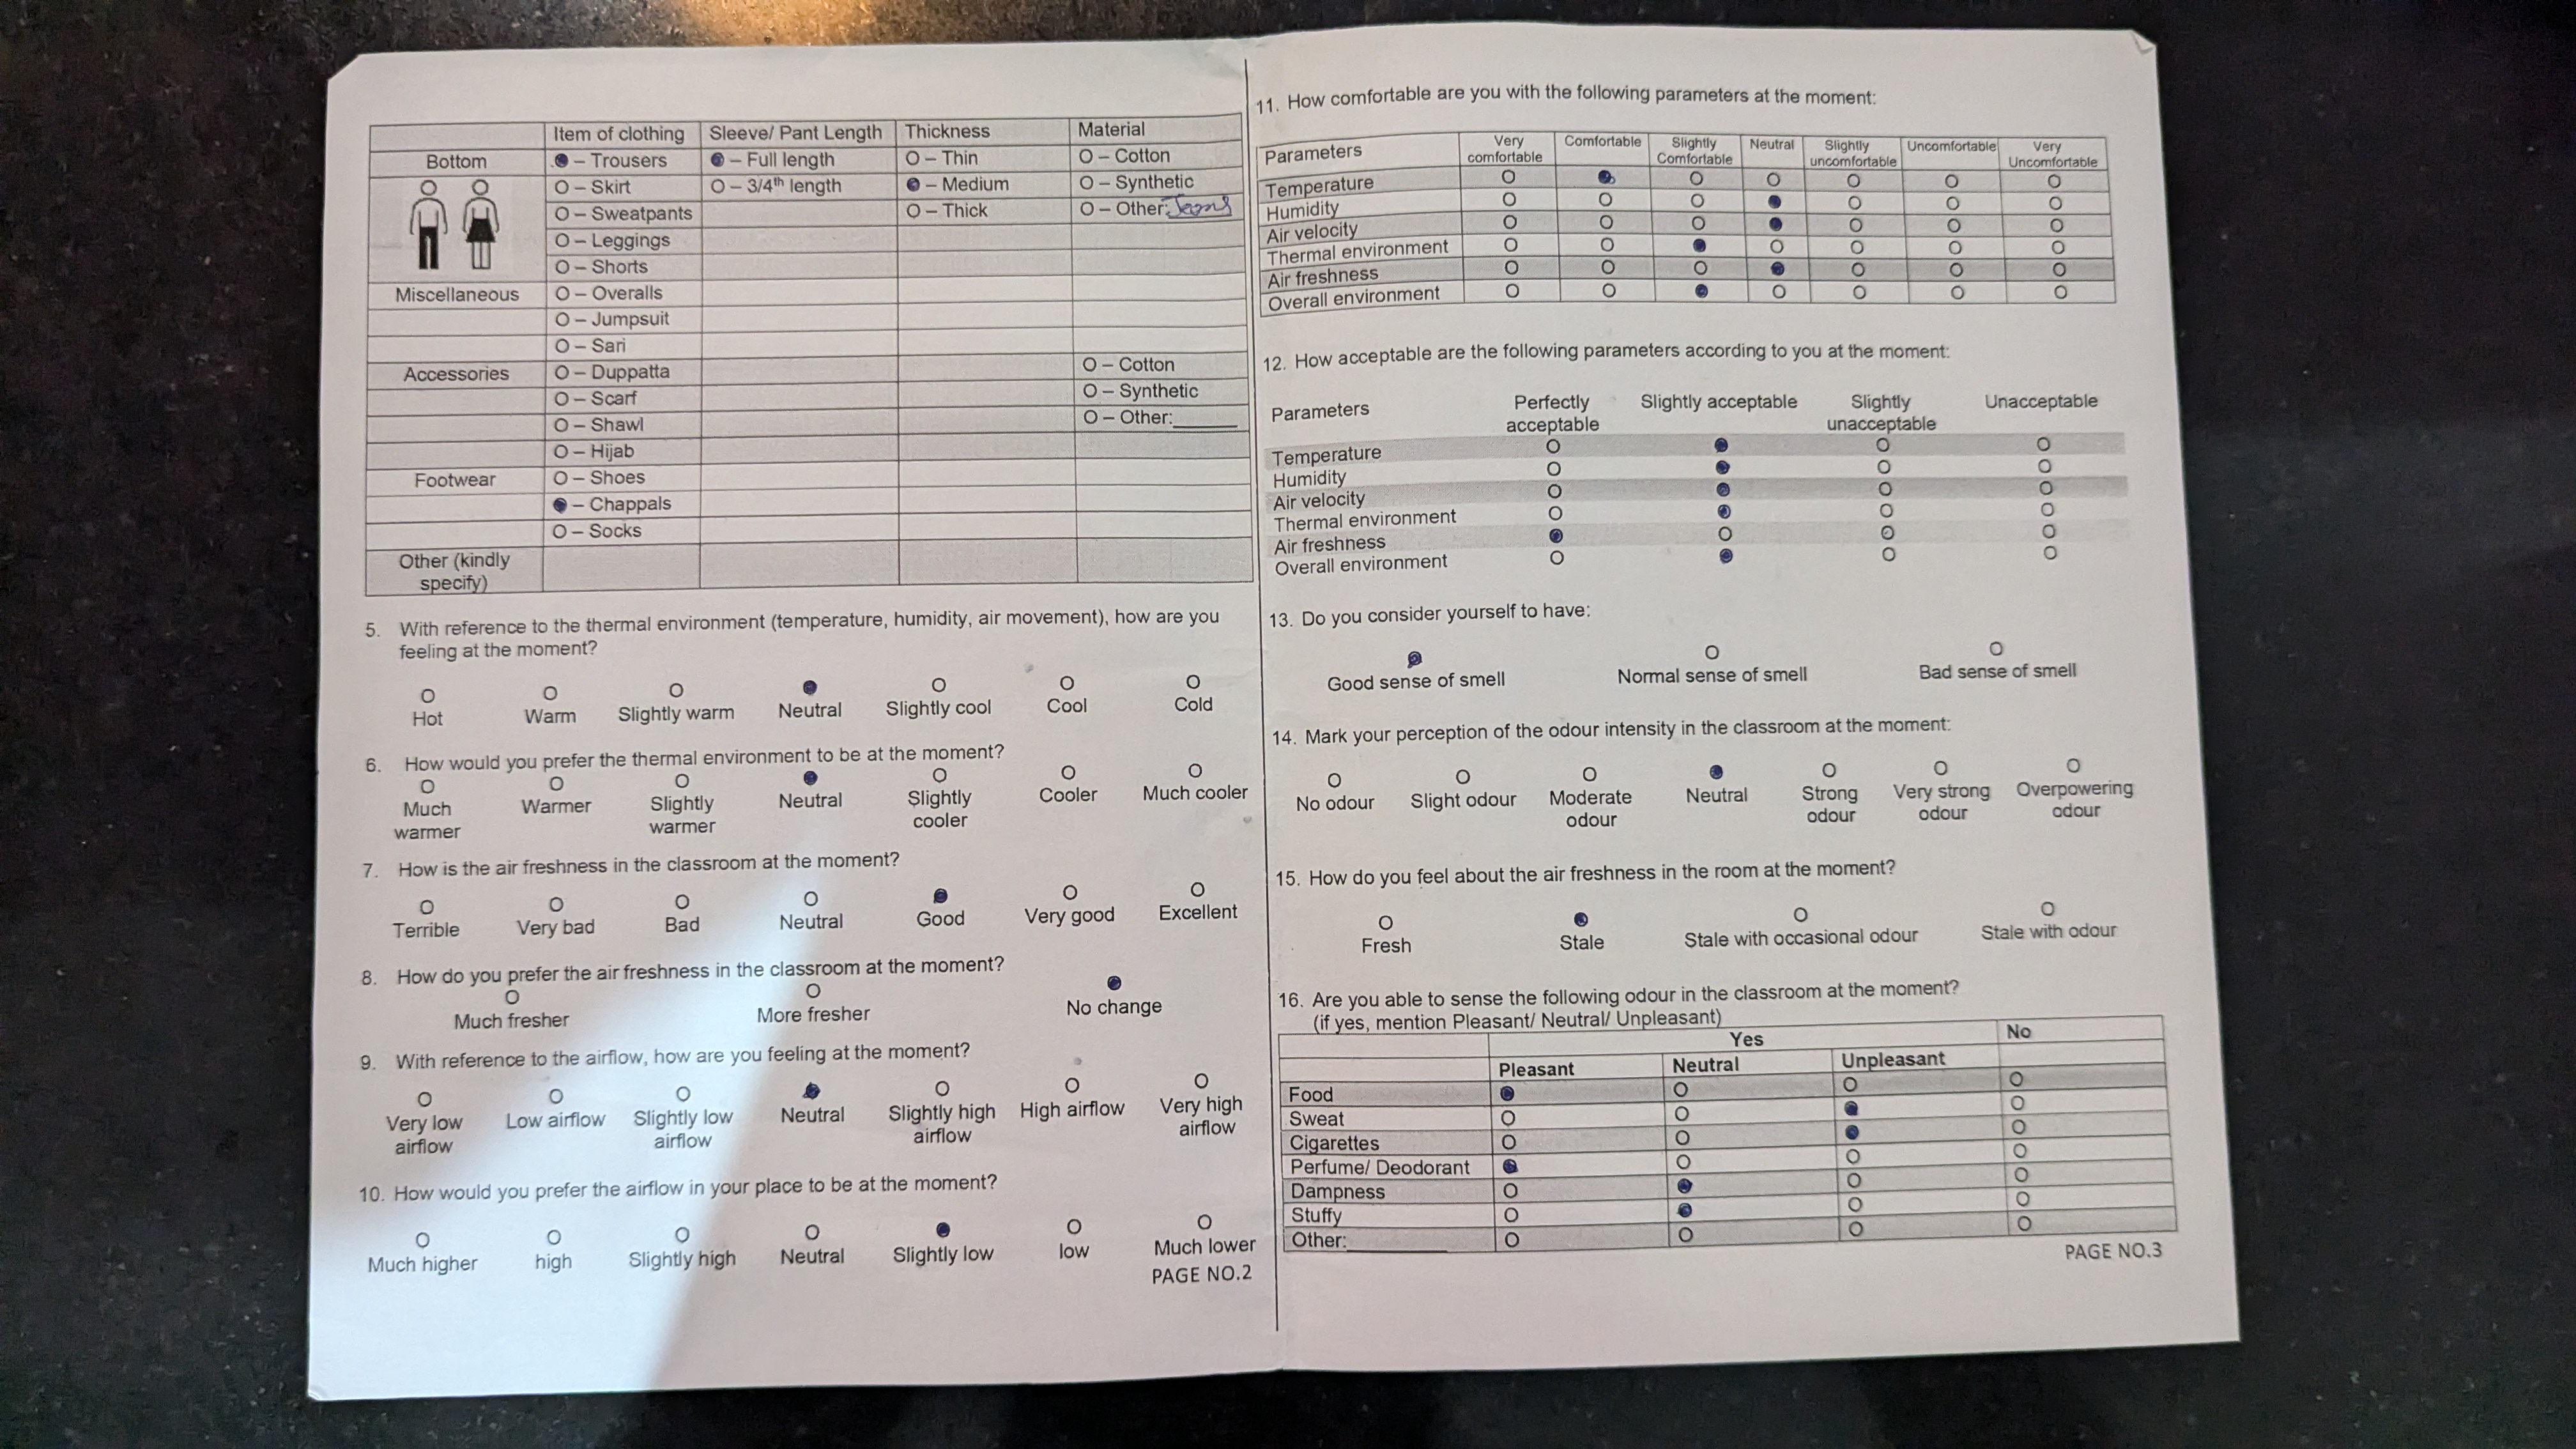 Item of clothing Sleeve/ Pant Length Thickness Material
Bottom ● – Trousers ● – Full length O – Thin O – Cotton
O – Skirt O – 3/4th length ● – Medium O – Synthetic
O – Sweatpants O – Thick O – Other: Jeans
O – Leggings
O – Shorts
Miscellaneous O – Overalls
O – Jumpsuit
O – Sari
Accessories O – Duppatta O – Cotton
O – Scarf O – Synthetic
O – Shawl O – Other:______
O – Hijab
Footwear O – Shoes
● – Chappals
O – Socks
Other (kindly
specify)
5. With reference to the thermal environment (temperature, humidity, air movement), how are you
feeling at the moment?
O O O ● O O O
Hot Warm Slightly warm Neutral Slightly cool Cool Cold
6. How would you prefer the thermal environment to be at the moment?
O O O ● O O O
Much Warmer Slightly Neutral Slightly Cooler Much cooler
warmer warmer cooler
7. How is the air freshness in the classroom at the moment?
O O O O ● O O
Terrible Very bad Bad Neutral Good Very good Excellent
8. How do you prefer the air freshness in the classroom at the moment?
O O ●
Much fresher More fresher No change
9. With reference to the airflow, how are you feeling at the moment?
O O O ● O O O
Very low Low airflow Slightly low Neutral Slightly high High airflow Very high
airflow airflow airflow airflow
10. How would you prefer the airflow in your place to be at the moment?
O O O O ● O O
Much higher high Slightly high Neutral Slightly low low Much lower
PAGE NO.2
11. How comfortable are you with the following parameters at the moment:
Parameters Very Comfortable Slightly Neutral Slightly Uncomfortable Very
comfortable Comfortable uncomfortable Uncomfortable
Temperature O ● O O O O O
Humidity O O O ● O O O
Air velocity O O O ● O O O
Thermal environment O O ● O O O O
Air freshness O O O ● O O O
Overall environment O O ● O O O O
12. How acceptable are the following parameters according to you at the moment:
Parameters Perfectly Slightly acceptable Slightly Unacceptable
acceptable unacceptable
Temperature O ● O O
Humidity O ● O O
Air velocity O ● O O
Thermal environment O ● O O
Air freshness ● O O O
Overall environment O ● O O
13. Do you consider yourself to have:
● O O
Good sense of smell Normal sense of smell Bad sense of smell
14. Mark your perception of the odour intensity in the classroom at the moment:
O O O ● O O O
No odour Slight odour Moderate Neutral Strong Very strong Overpowering
odour odour odour odour
15. How do you feel about the air freshness in the room at the moment?
O ● O O
Fresh Stale Stale with occasional odour Stale with odour
16. Are you able to sense the following odour in the classroom at the moment?
(if yes, mention Pleasant/ Neutral/ Unpleasant)
Yes No
Pleasant Neutral Unpleasant
Food ● O O O
Sweat O O ● O
Cigarettes O O ● O
Perfume/ Deodorant ● O O O
Dampness O ● O O
Stuffy O ● O O
Other:__________ O O O O
PAGE NO.3